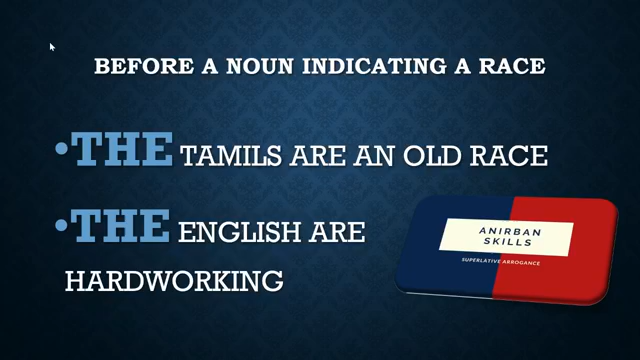 BEFORE A NOUN INDICATING A RACE
•THE TAMILS ARE AN OLD RACE
•THE ENGLISH ARE
HARDWORKING
ANIRBAN
SKILLS
SUPERLATIVE ARROGANCE